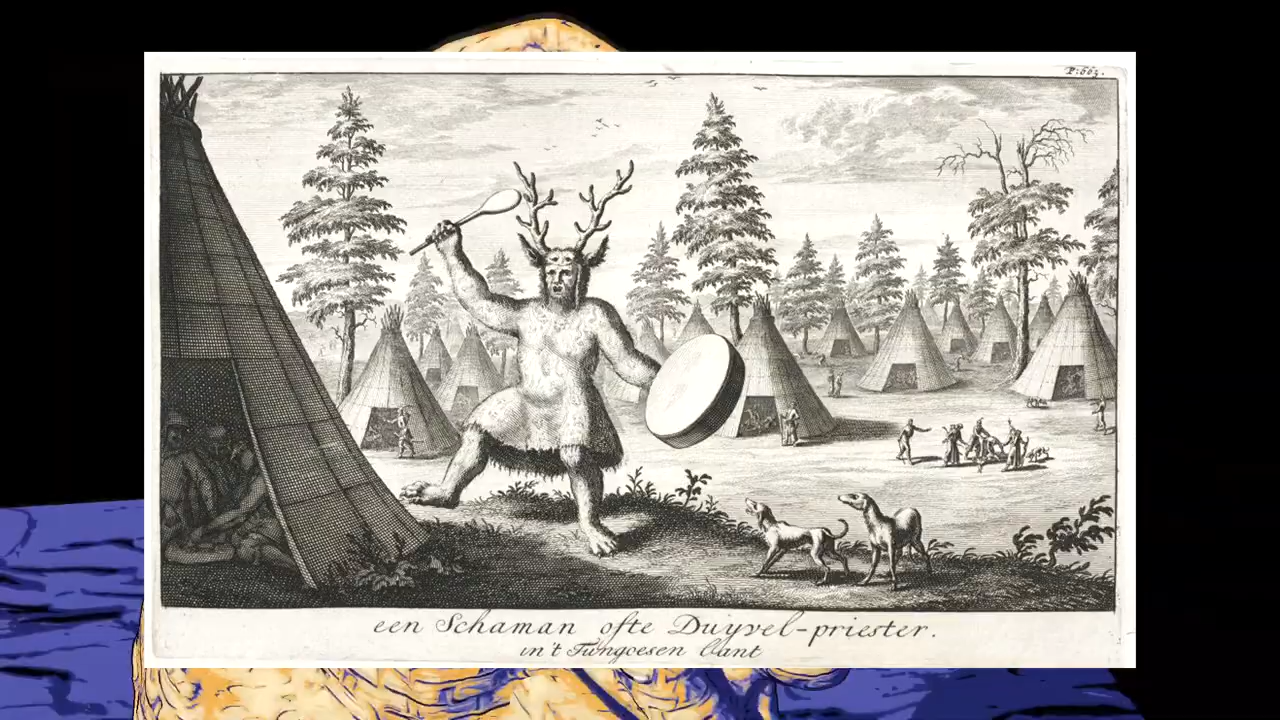 P: 663.
een Schaman ofte Duyvel-priester.
in't Tungoesen lant